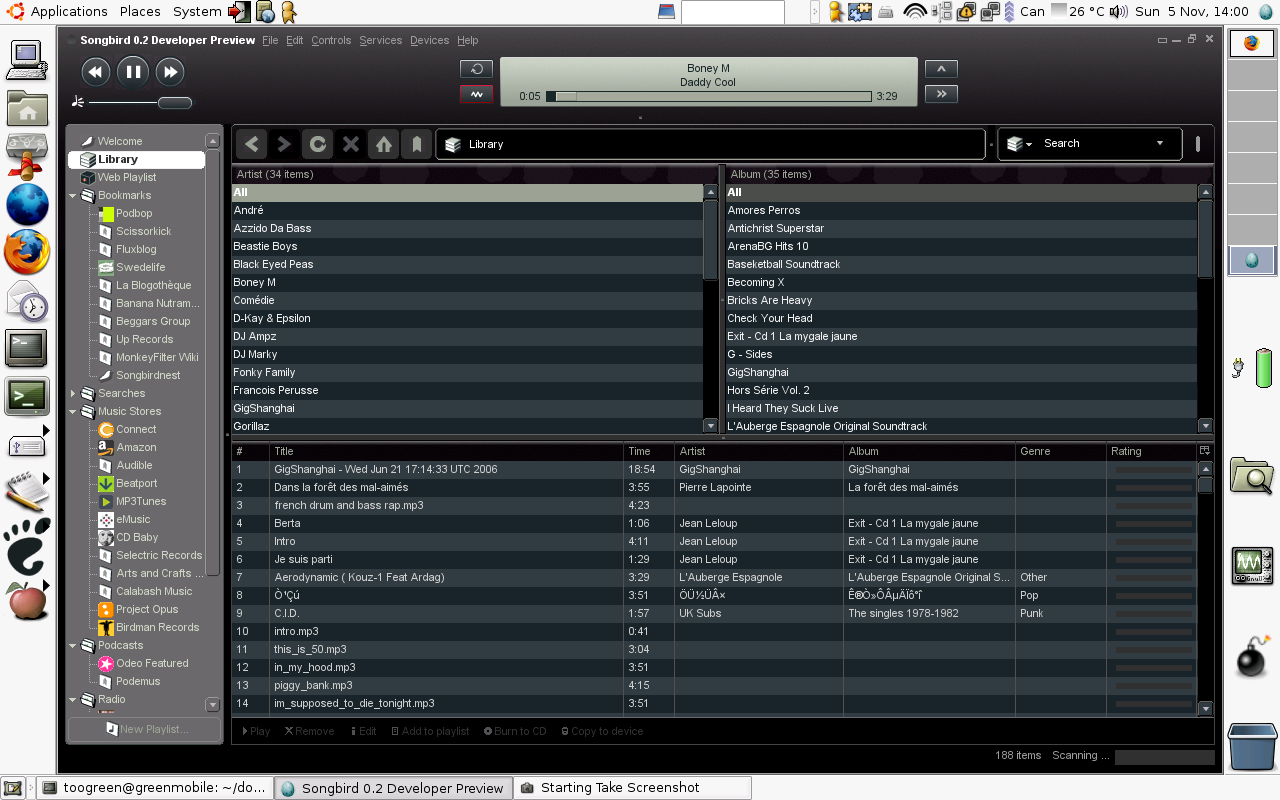 Applications Places System Can 26 °C Sun 5 Nov, 14:00
Songbird 0.2 Developer Preview File Edit Controls Services Devices Help
Boney M
Daddy Cool
0:05 3:29
Welcome
Library
Web Playlist
Bookmarks
Podbop
Scissorkick
Fluxblog
Swedelife
La Blogothèque
Banana Nutram...
Beggars Group
Up Records
MonkeyFilter Wiki
Songbirdnest
Searches
Music Stores
Connect
Amazon
Audible
Beatport
MP3Tunes
eMusic
CD Baby
Selectric Records
Arts and Crafts ...
Calabash Music
Project Opus
Birdman Records
Podcasts
Odeo Featured
Podemus
Radio
New Playlist...
Library Search
Artist (34 items)
All
André
Azzido Da Bass
Beastie Boys
Black Eyed Peas
Boney M
Comédie
D-Kay & Epsilon
DJ Ampz
DJ Marky
Fonky Family
Francois Perusse
GigShanghai
Gorillaz
Album (35 items)
All
Amores Perros
Antichrist Superstar
ArenaBG Hits 10
Baseketball Soundtrack
Becoming X
Bricks Are Heavy
Check Your Head
Exit - Cd 1 La mygale jaune
G - Sides
GigShanghai
Hors Série Vol. 2
I Heard They Suck Live
L'Auberge Espagnole Original Soundtrack
# Title Time Artist Album Genre Rating
1 GigShanghai - Wed Jun 21 17:14:33 UTC 2006 18:54 GigShanghai GigShanghai
2 Dans la forêt des mal-aimés 3:55 Pierre Lapointe La forêt des mal-aimés
3 french drum and bass rap.mp3 4:23
4 Berta 1:06 Jean Leloup Exit - Cd 1 La mygale jaune
5 Intro 4:11 Jean Leloup Exit - Cd 1 La mygale jaune
6 Je suis parti 1:29 Jean Leloup Exit - Cd 1 La mygale jaune
7 Aerodynamic ( Kouz-1 Feat Ardag) 3:29 L'Auberge Espagnole L'Auberge Espagnole Original S... Other
8 3:51 Pop
9 C.I.D. 1:57 UK Subs The singles 1978-1982 Punk
10 intro.mp3 0:41
11 this_is_50.mp3 3:04
12 in_my_hood.mp3 3:51
13 piggy_bank.mp3 4:15
14 im_supposed_to_die_tonight.mp3 3:51
Play Remove Edit Add to playlist Burn to CD Copy to device
188 items Scanning ...
toogreen@greenmobile: ~/do... Songbird 0.2 Developer Preview Starting Take Screenshot